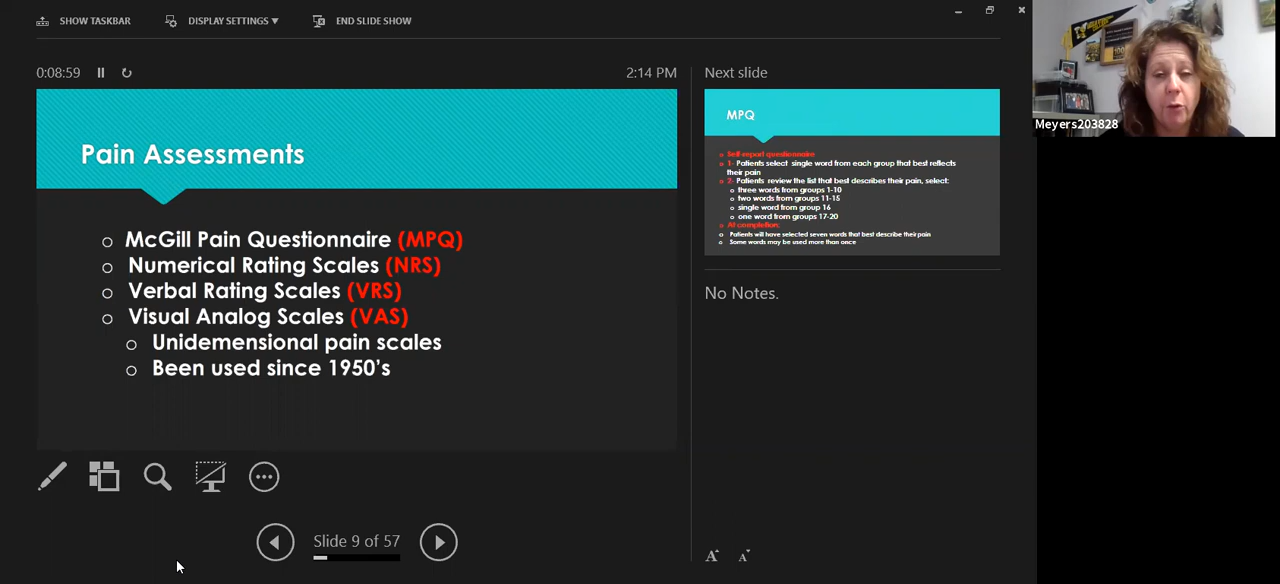 SHOW TASKBAR
DISPLAY SETTINGS ▼
END SLIDE SHOW
0:08:59
2:14 PM
Pain Assessments
McGill Pain Questionnaire (MPQ)
Numerical Rating Scales (NRS)
Verbal Rating Scales (VRS)
Visual Analog Scales (VAS)
Unidemensional pain scales
Been used since 1950's
Slide 9 of 57
Next slide
MPQ
Self report questionnaire
1- Patients select single word from each group that best reflects
their pain
2- Patients review the list that best describes their pain, select:
three words from groups 1-10
two words from groups 11-15
single word from group 16
one word from groups 17-20
At completion:
Patients will have selected seven words that best describe their pain
Some words may be used more than once
No Notes.
A A
Meyers203828